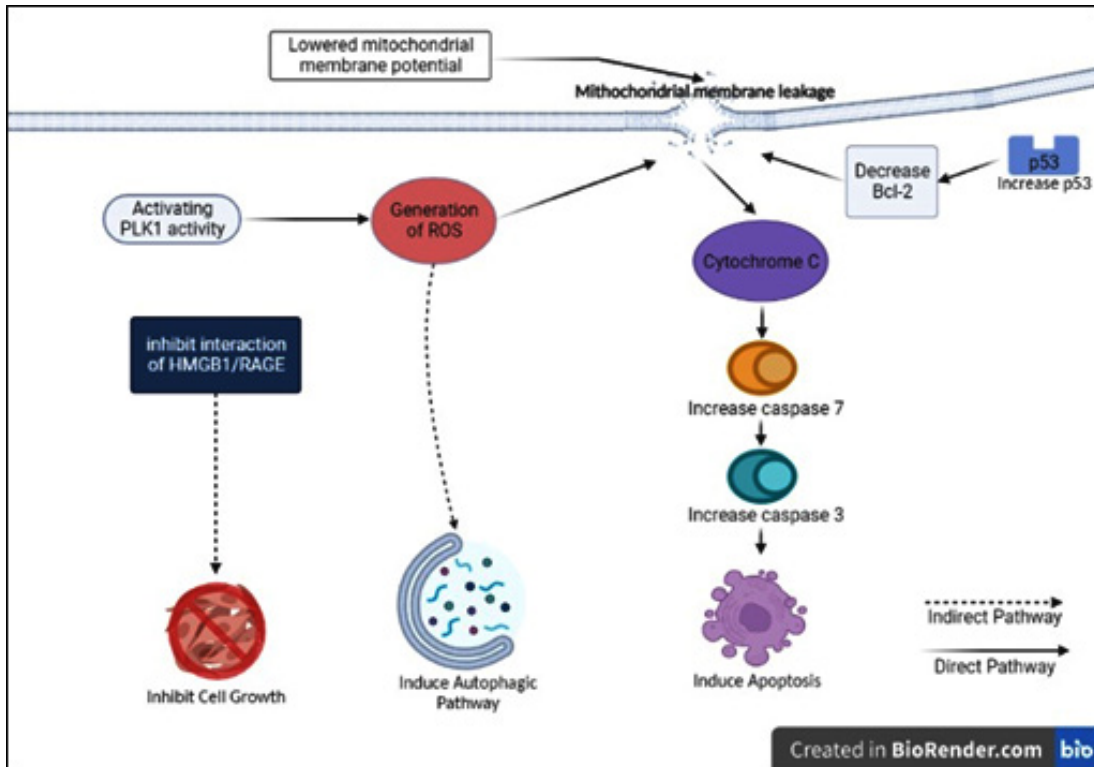 Lowered mitochondrial
membrane potential
Mithochondrial membrane leakage
p53
Increase p53
Decrease
Bcl-2
Activating
PLK1 activity
Generation
of ROS
Cytochrome C
inhibit interaction
of HMGB1/RAGE
Increase caspase 7
Increase caspase 3
Inhibit Cell Growth
Induce Autophagic
Pathway
Induce Apoptosis
Indirect Pathway
Direct Pathway
Created in BioRender.com
bio